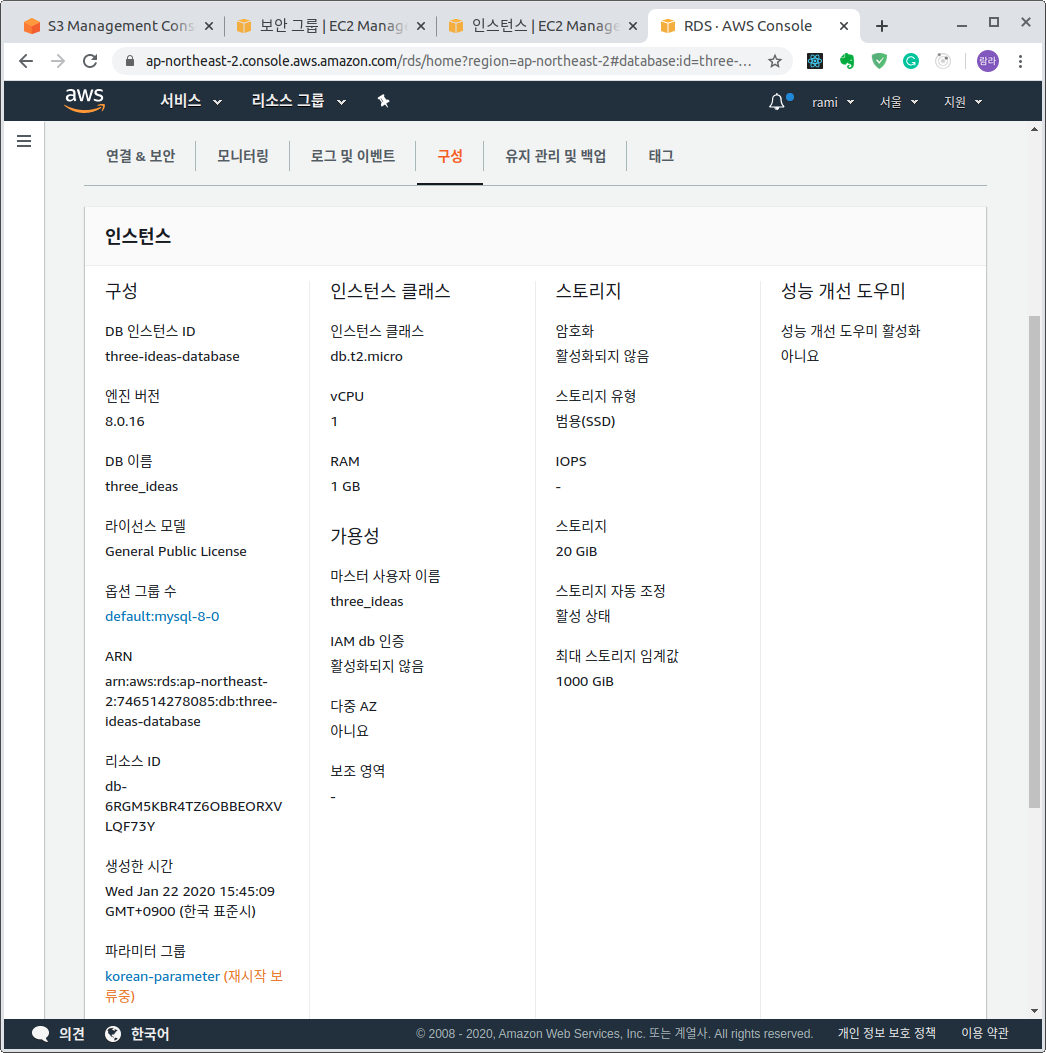 S3 Management Cons
보안 그룹 | EC2 Manag
인스턴스 | EC2 Manage
RDS · AWS Console
ap-northeast-2.console.aws.amazon.com/rds/home?region=ap-northeast-2#database:id=three-...
람라
aws
서비스
리소스 그룹
rami
서울
지원
연결 & 보안
모니터링
로그 및 이벤트
구성
유지 관리 및 백업
태그
인스턴스
구성
DB 인스턴스 ID
three-ideas-database
엔진 버전
8.0.16
DB 이름
three_ideas
라이선스 모델
General Public License
옵션 그룹 수
default:mysql-8-0
ARN
arn:aws:rds:ap-northeast-
2:746514278085:db:three-
ideas-database
리소스 ID
db-
6RGM5KBR4TZ6OBBEORXV
LQF73Y
생성한 시간
Wed Jan 22 2020 15:45:09
GMT+0900 (한국 표준시)
파라미터 그룹
korean-parameter (재시작 보
류중)
인스턴스 클래스
인스턴스 클래스
db.t2.micro
vCPU
1
RAM
1 GB
가용성
마스터 사용자 이름
three_ideas
IAM db 인증
활성화되지 않음
다중 AZ
아니요
보조 영역
-
스토리지
암호화
활성화되지 않음
스토리지 유형
범용(SSD)
IOPS
-
스토리지
20 GiB
스토리지 자동 조정
활성 상태
최대 스토리지 임계값
1000 GiB
성능 개선 도우미
성능 개선 도우미 활성화
아니요
의견
한국어
© 2008 - 2020, Amazon Web Services, Inc. 또는 계열사. All rights reserved.
개인 정보 보호 정책
이용 약관